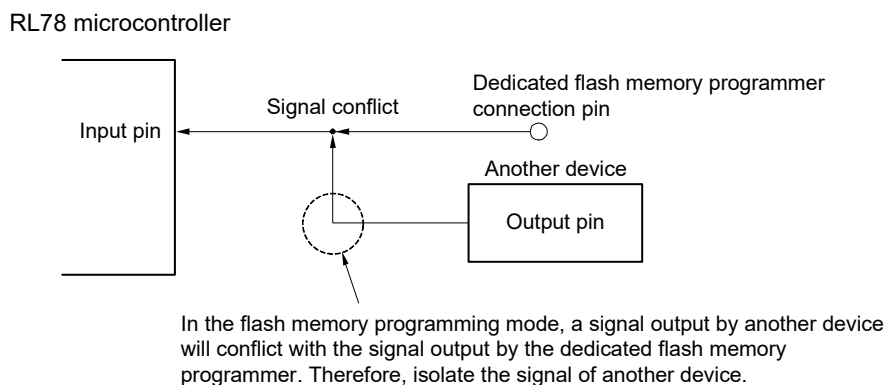 RL78 microcontroller
Dedicated flash memory programmer
connection pin
Signal conflict
Input pin
Another device
Output pin
In the flash memory programming mode, a signal output by another device
will conflict with the signal output by the dedicated flash memory
programmer. Therefore, isolate the signal of another device.